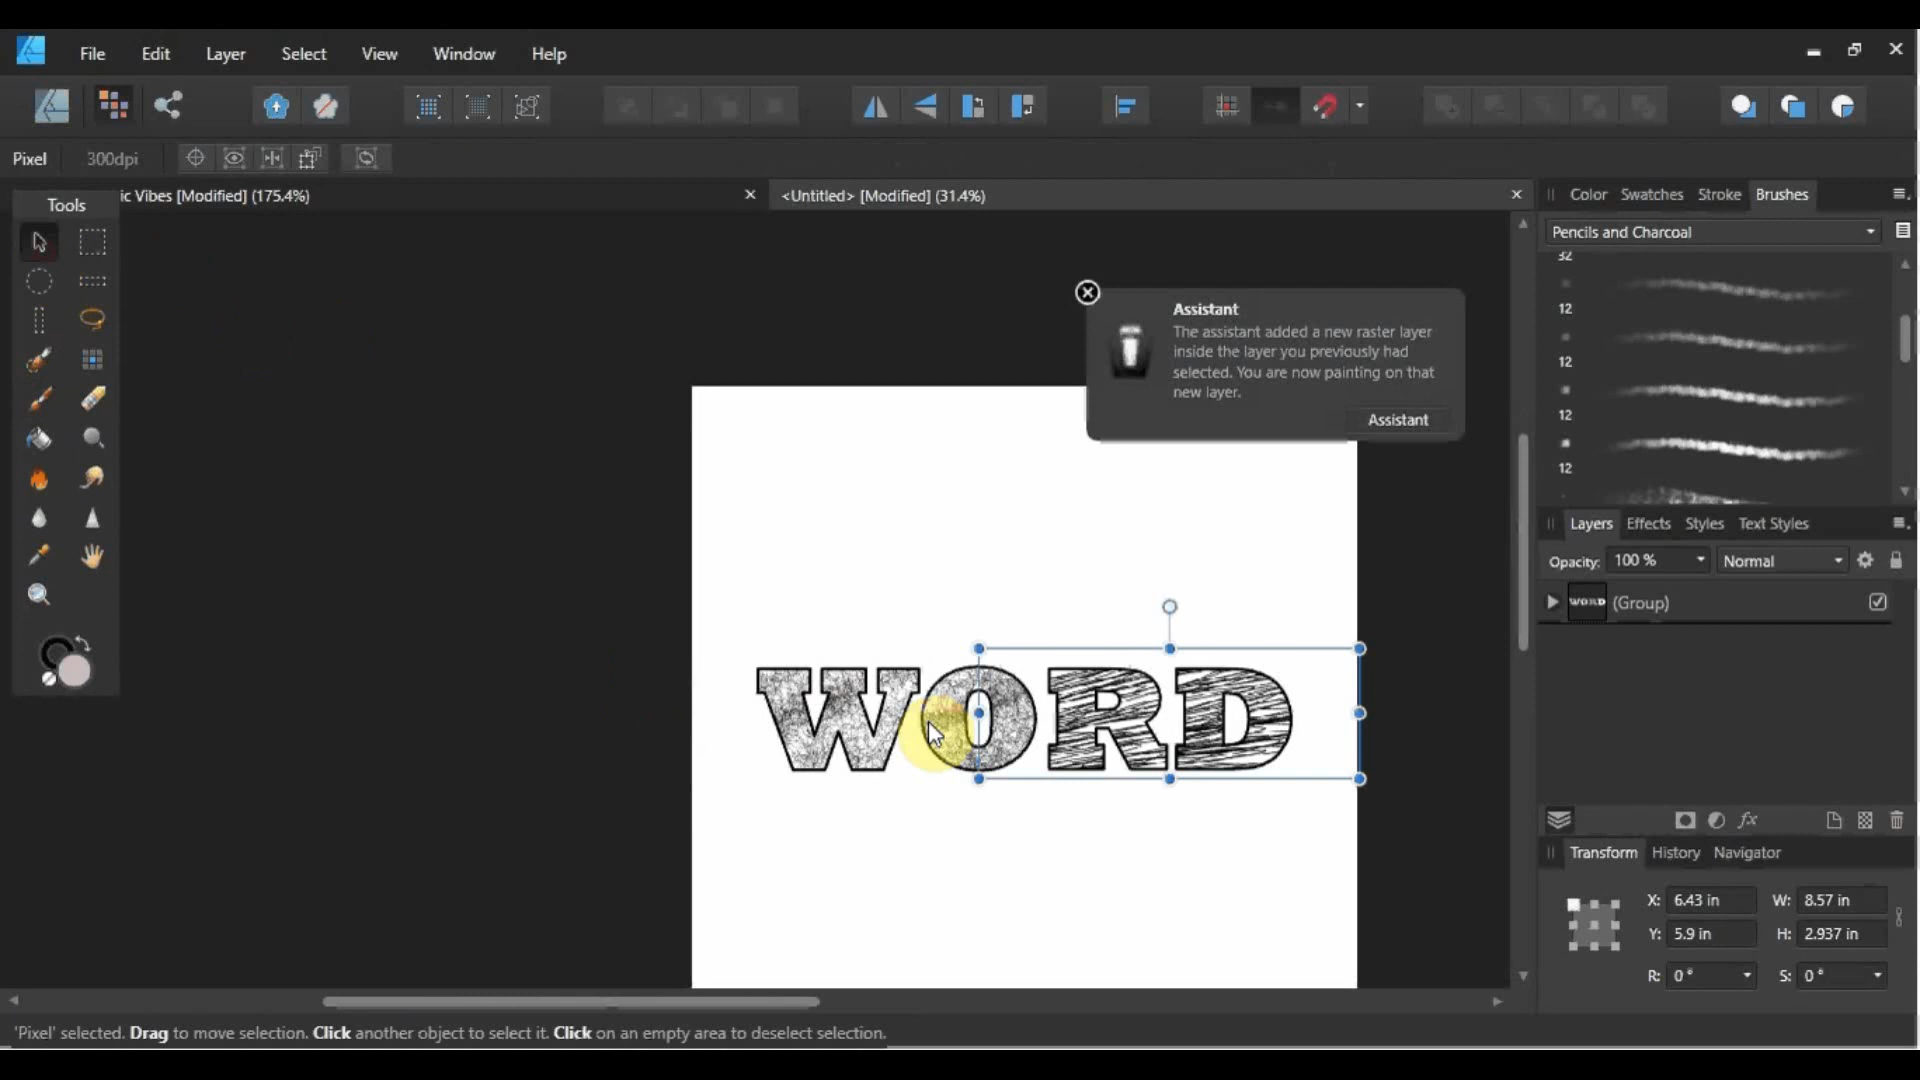 File Edit Layer Select View Window Help
Pixel 300dpi
ic Vibes [Modified] (175.4%)
<Untitled> [Modified] (31.4%)
Tools
Color Swatches Stroke Brushes
Pencils and Charcoal
32
12
12
12
12
Assistant
The assistant added a new raster layer
inside the layer you previously had
selected. You are now painting on that
new layer.
Assistant
WORD
Layers Effects Styles Text Styles
Opacity: 100 % Normal
WORD (Group)
fx
Transform History Navigator
X: 6.43 in W: 8.57 in
Y: 5.9 in H: 2.937 in
R: 0° S: 0°
'Pixel' selected. Drag to move selection. Click another object to select it. Click on an empty area to deselect selection.